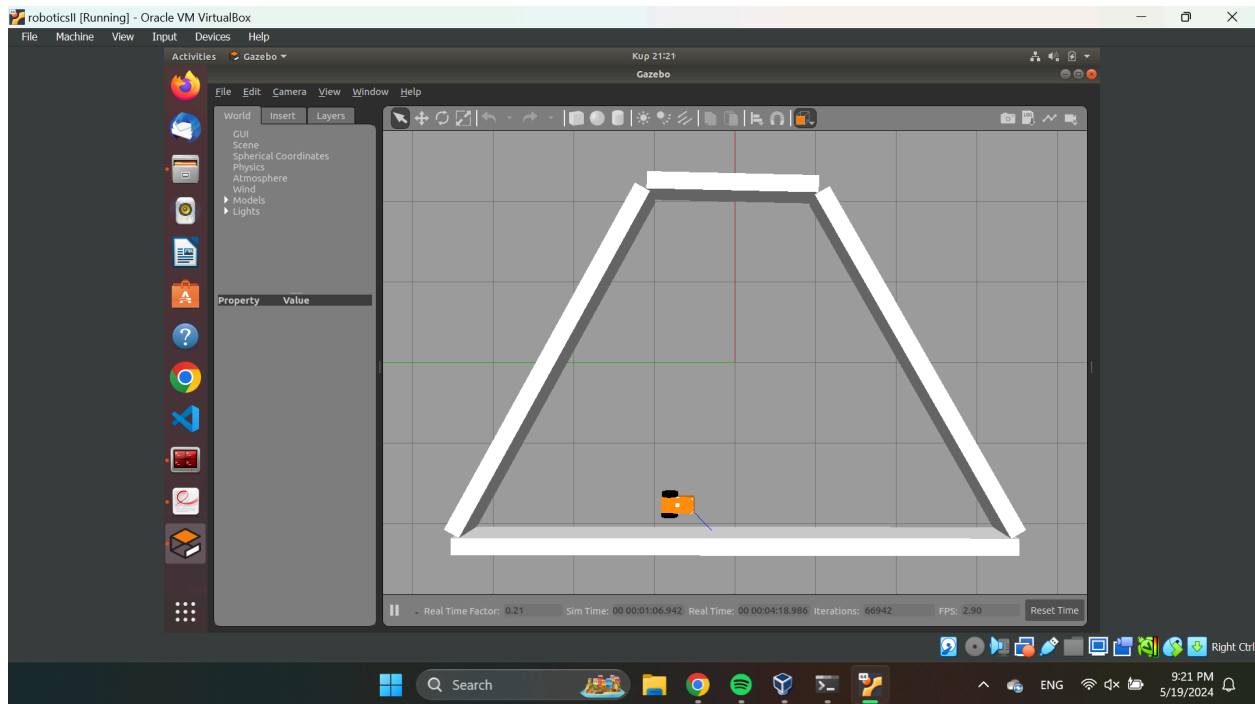 roboticsII [Running] - Oracle VM VirtualBox
File Machine View Input Devices Help
Activities Gazebo Kup 21:21
Gazebo
File Edit Camera View Window Help
World Insert Layers
GUI
Scene
Spherical Coordinates
Physics
Atmosphere
Wind
Models
Lights
Property Value
Real Time Factor: 0.21 Sim Time: 00 00:01:06.942 Real Time: 00 00:04:18.986 Iterations: 66942 FPS: 2.90 Reset Time
Right Ctrl
Search
ENG
9:21 PM
5/19/2024